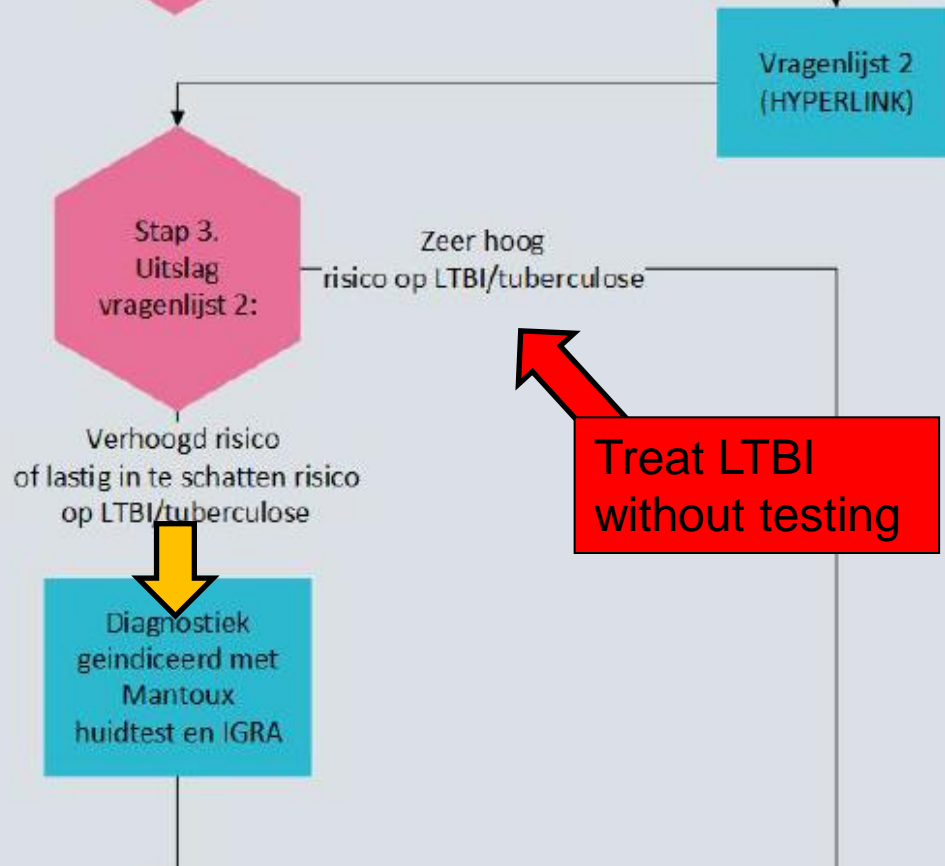 Vragenlijst 2
(HYPERLINK)
Stap 3.
Uitslag
vragenlijst 2:
Zeer hoog
risico op LTBI/tuberculose
Verhoogd risico
of lastig in te schatten risico
op LTBI/tuberculose
Treat LTBI
without testing
Diagnostiek
geindiceerd met
Mantoux
huidtest en IGRA